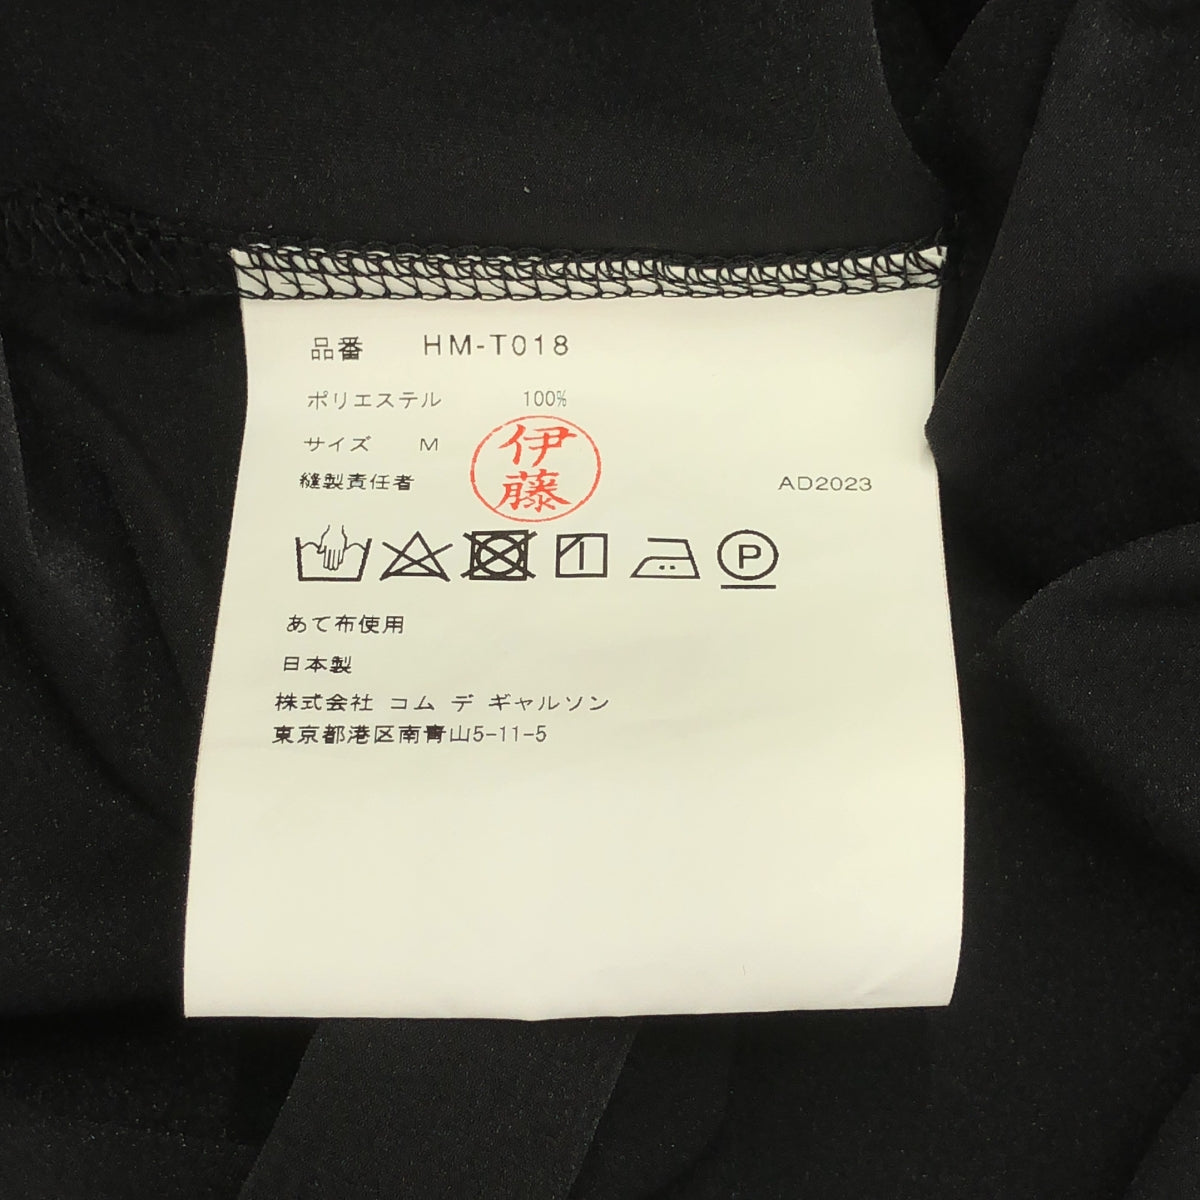 品番 HM-T018
ポリエステル 100%
サイズ M
伊藤
縫製責任者 AD2023
P
あて布使用
日本製
株式会社 コム デ ギャルソン
東京都港区南青山5-11-5